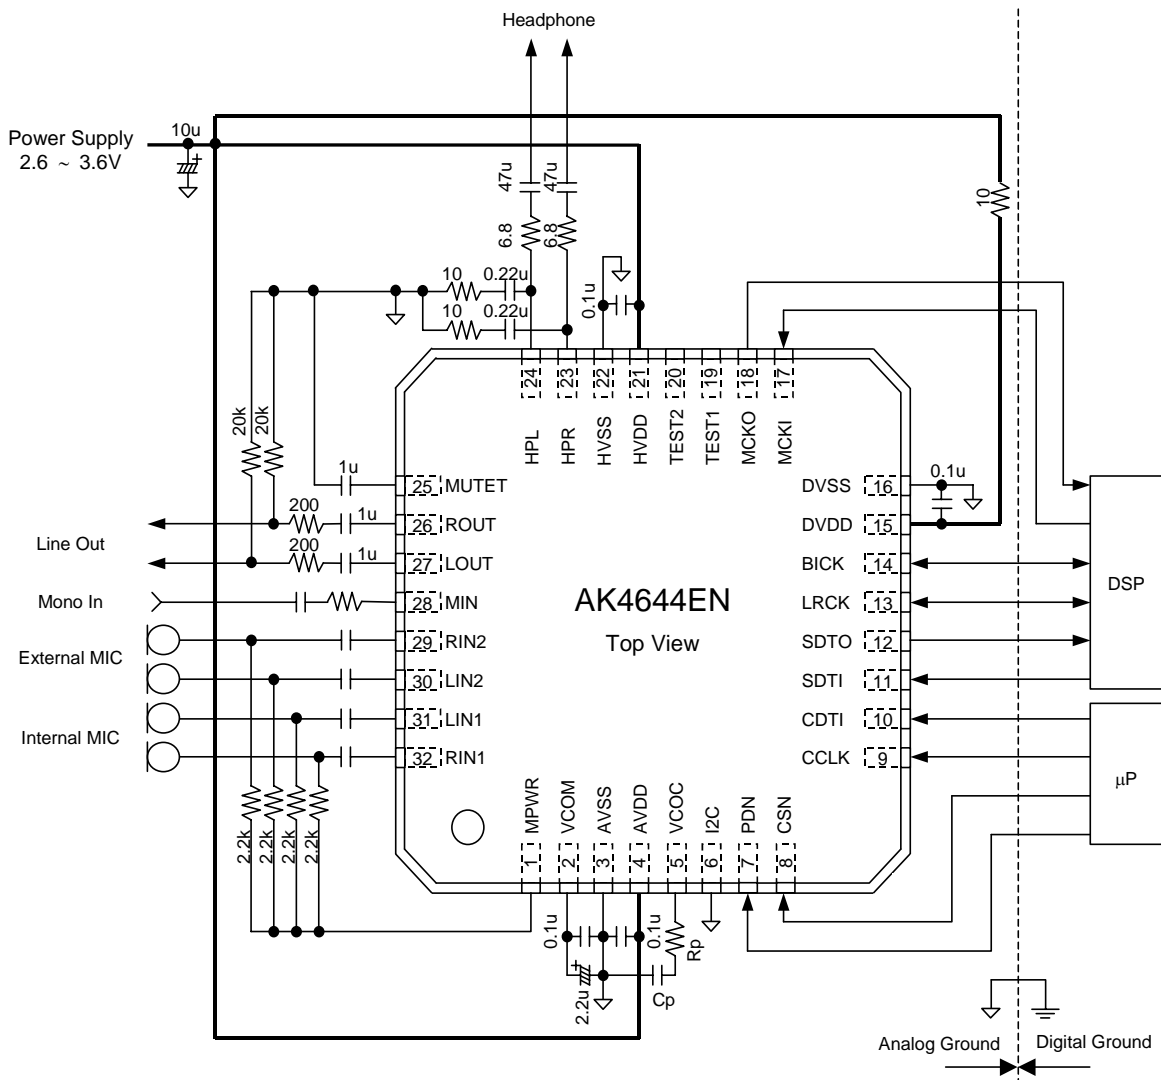 Headphone
Power Supply
2.6 ~ 3.6V
10u
+
47u
47u
6.8
6.8
10
10
0.22u
10
0.22u
0.1u
20k
20k
24
23
22
21
20
19
18
17
HPL
HPR
HVSS
HVDD
TEST2
TEST1
MCKO
MCKI
1u
25 MUTET
200
1u
26 ROUT
Line Out
200
1u
27 LOUT
Mono In
28 MIN
29 RIN2
External MIC
30 LIN2
31 LIN1
Internal MIC
32 RIN1
AK4644EN
Top View
0.1u
DVSS 16
DVDD 15
BICK 14
LRCK 13
SDTO 12
SDTI 11
CDTI 10
CCLK 9
DSP
μP
2.2k
2.2k
2.2k
2.2k
MPWR
VCOM
AVSS
AVDD
VCOC
I2C
PDN
CSN
1
2
3
4
5
6
7
8
0.1u
0.1u
Rp
+
2.2u
Cp
Analog Ground
Digital Ground